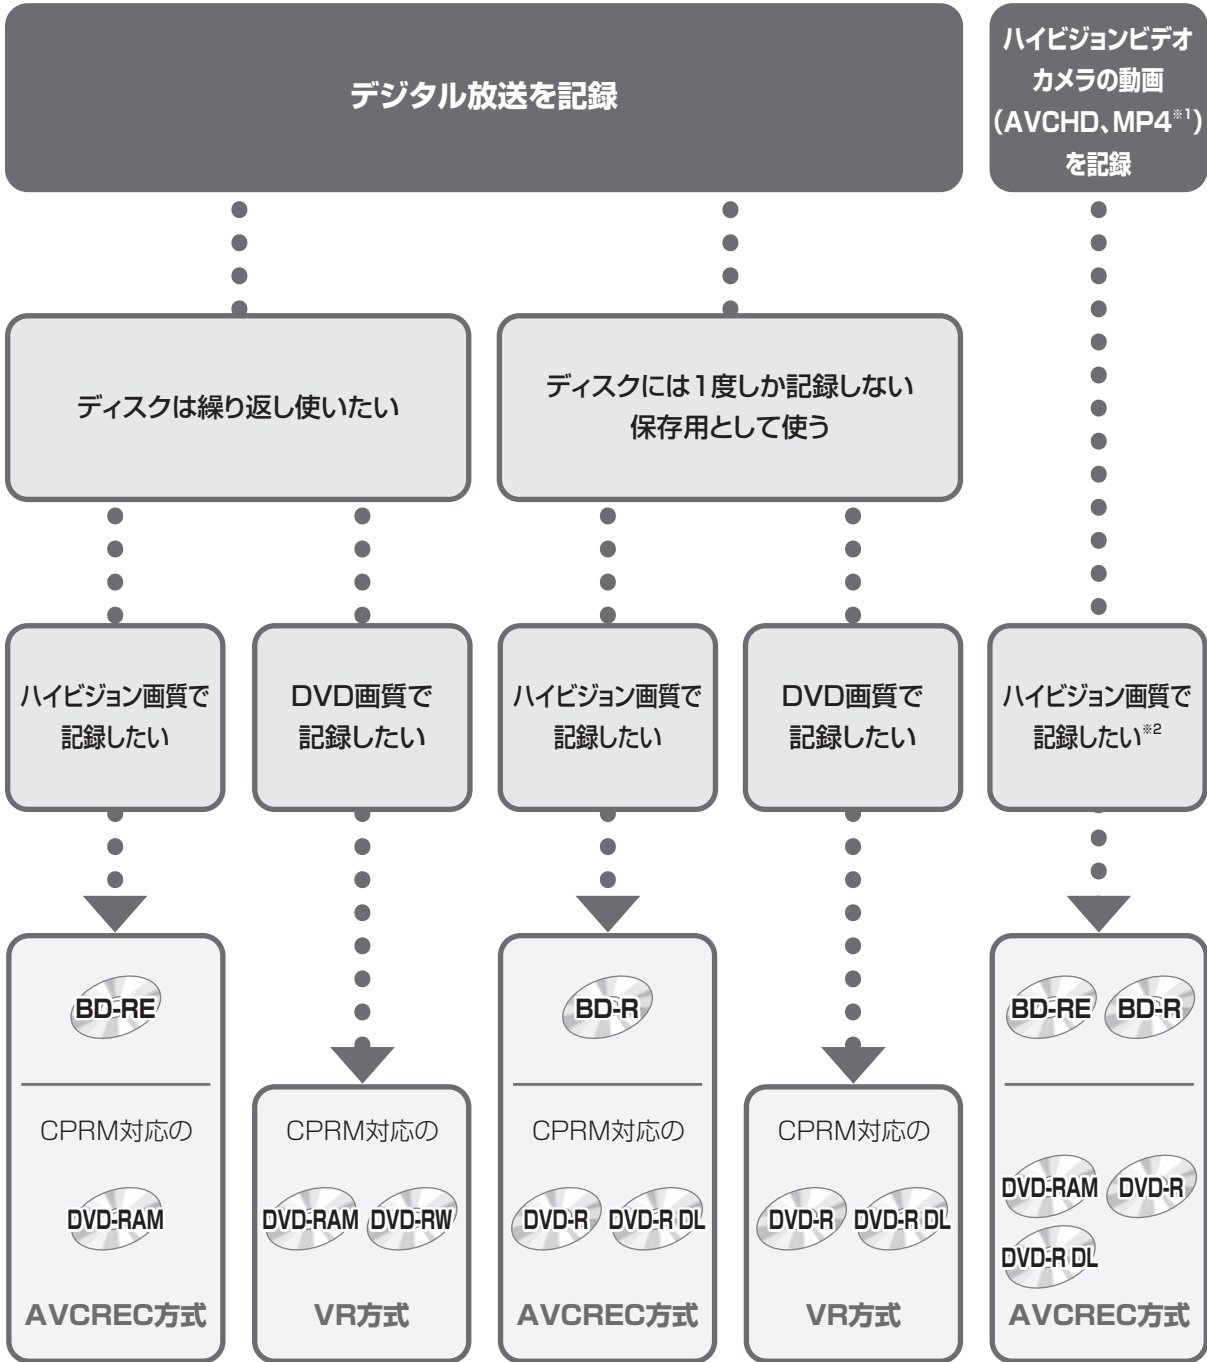 デジタル放送を記録
ハイビジョンビデオ
カメラの動画
(AVCHD、MP4※1)
を記録
ディスクは繰り返し使いたい
ディスクには1度しか記録しない
保存用として使う
ハイビジョン画質で
記録したい
DVD画質で
記録したい
ハイビジョン画質で
記録したい
DVD画質で
記録したい
ハイビジョン画質で
記録したい※2
BD-RE
CPRM対応の
DVD-RAM
AVCREC方式
CPRM対応の
DVD-RAM DVD-RW
VR方式
BD-R
CPRM対応の
DVD-R DVD-R DL
AVCREC方式
CPRM対応の
DVD-R DVD-R DL
VR方式
BD-RE BD-R
DVD-RAM DVD-R
DVD-R DL
AVCREC方式